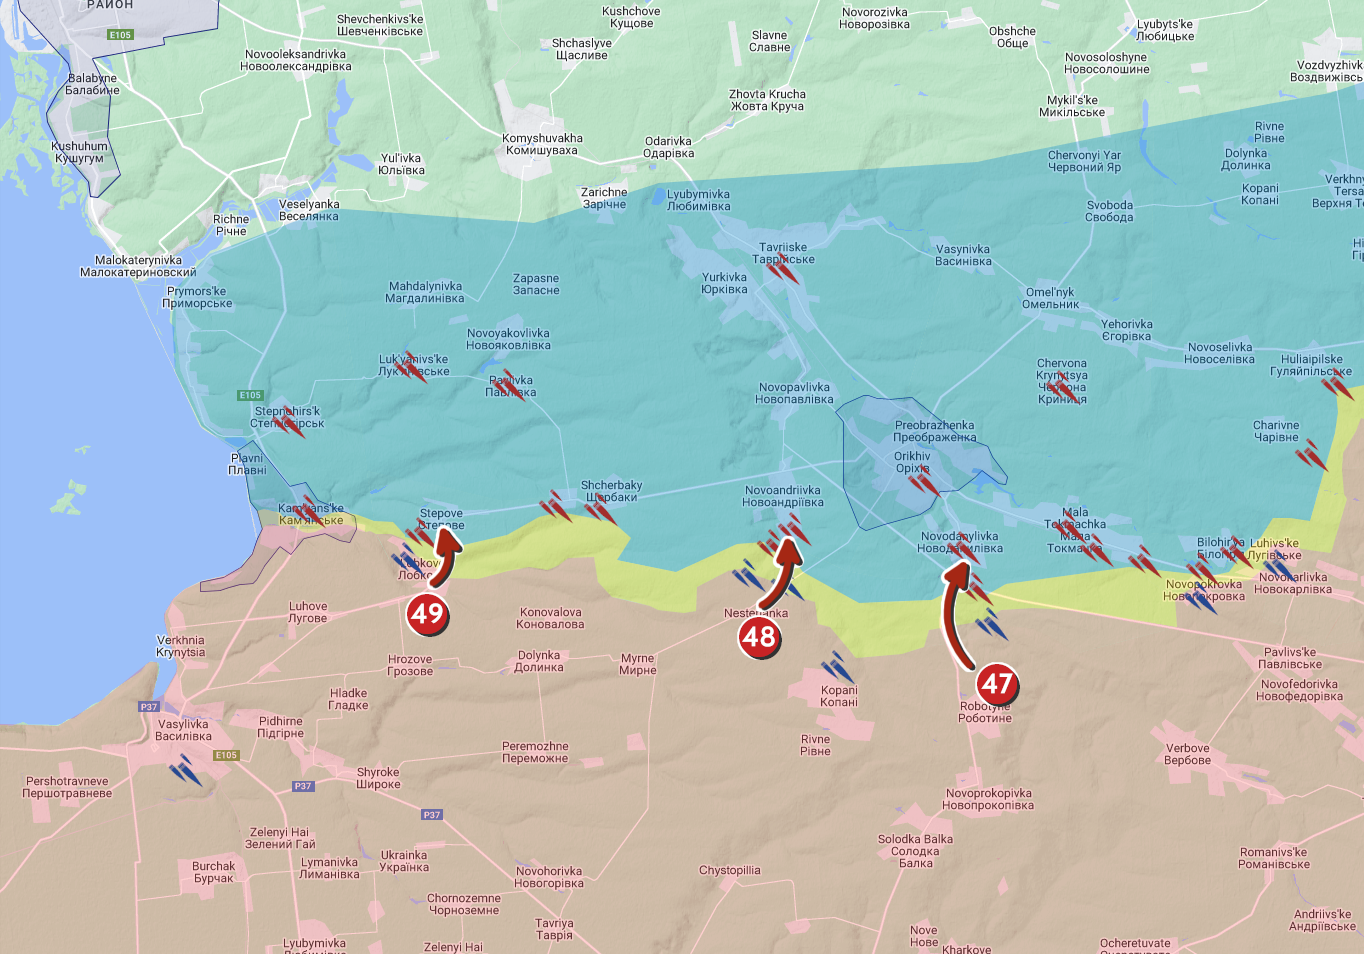 РАЙОН
E105
Shevchenkivs'ke
Шевченківське
Kushchove
Кущове
Novorozivka
Новорозівка
Lyubyts'ke
Любицьке
Slavne
Славне
Obshche
Обще
Shchaslyve
Щасливе
Novooleksandrivka
Новоолександрівка
Novosoloshyne
Новосолошине
Vozdvyzhivk
Воздвижівсь
Balabyne
Балабине
Zhovta Krucha
Жовта Круча
Mykil's'ke
Микільське
Rivne
Рівне
Komyshuvakha
Комишуваха
Odarivka
Одарівка
Kushuhum
Кушугум
Yul'ivka
Юльівка
Chervonyi Yar
Червоний Яр
Dolynka
Долинка
Zarichne
Зарічне
Lyubymivka
Любимівка
Kopani
Копані
Verkhny
Tersa
Верхня Те
Veselyanka
Веселянка
Svoboda
Свобода
Richne
Річне
Tavriiske
Таврійське
Vasynivka
Васинівка
Malokaterynivka
Малокатериновский
Yurkivka
Юрківка
Zapasne
Запасне
Mahdalynivka
Магдалинівка
Prymors'ke
Приморське
Omel'nyk
Омельник
Yehorivka
Єгорівка
Novoyakovlivka
Новояковлівка
Novoselivka
Новоселівка
Huliaipilske
Гуляйпільське
Luk'yanivs'ke
Лук'янівське
Pavlivka
Павлівка
Chervona
Krynytsya
Червона
Криниця
Novopavlivka
Новопавлівка
E105
Stepnohirs'k
Степногірськ
Preobrazhenka
Преображенка
Charivne
Чарівне
Plavni
Плавні
Orikhiv
Оріхів
Shcherbaky
Щербаки
Novoandriivka
Новоандріївка
Kamyans'ke
Кам'янське
Stepove
Степове
Mala
Tokmachka
Мала
Токмачка
Novodanylivka
Новоданилівка
Bilohir'ya
Білогір'я
Luhivs'ke
Лугівське
Lobkove
Лобкове
Novopokrovka
Новопокровка
Novokarlivka
Новокарлівка
49
Luhove
Лугове
Konovalova
Коновалова
Nesterianka
48
Verkhnia
Krynytsia
Hrozove
Грозове
Dolynka
Долинка
Myrne
Мирне
Pavlivs'ke
Павлівське
47
Kopani
Копані
Novofedorivka
Новофедорівка
Hladke
Гладке
P37
Robotyne
Роботине
Vasylivka
Василівка
Pidhirne
Підгірне
Rivne
Рівне
Peremozhne
Переможне
Verbove
Вербове
E105
Shyroke
Широке
Pershotravneve
Першотравневе
P37
Novoprokopivka
Новопрокопівка
P37
Zelenyi Hai
Зелений Гай
Solodka Balka
Солодка
Балка
Burchak
Бурчак
Lymanivka
Лиманівка
Ukrainka
Українка
Romanivs'ke
Романівське
Novohorivka
Новогорівка
Chystopillia
Chornozemne
Чорноземне
Andriivs'ke
Андріївське
Tavriya
Таврія
Nove
Нове
Lyubymivka
Любимівка
Zelenyi Hai
Kharkove
Ocheretuvate